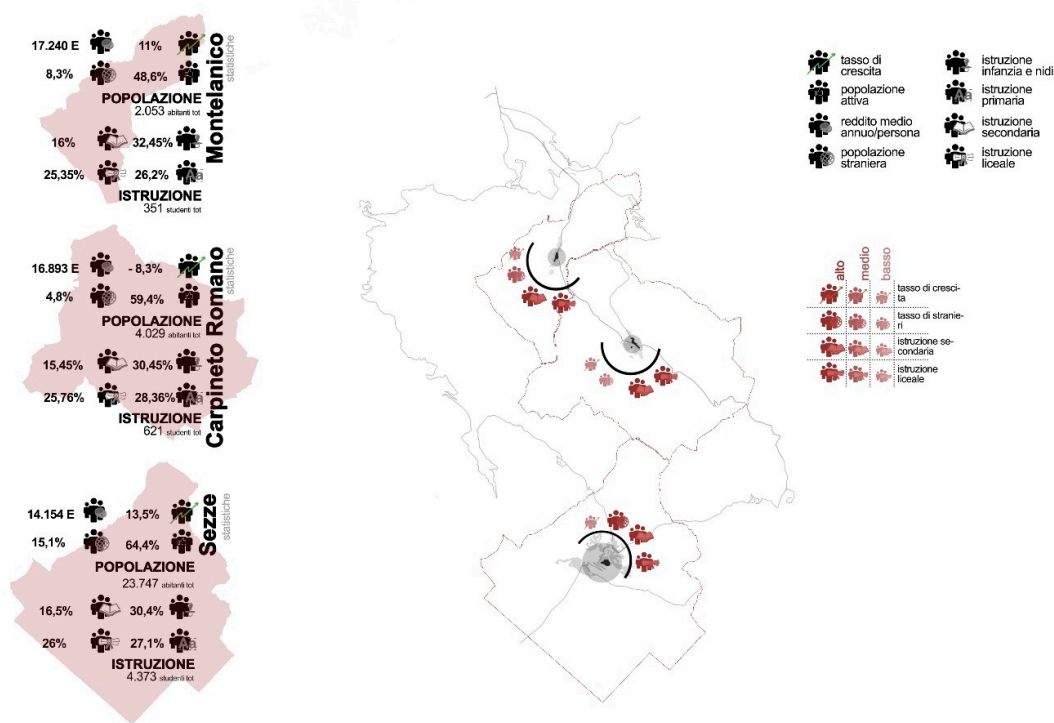 17.240 E 11%
8,3% 48,6%
POPOLAZIONE
2.053 abitanti tot
16% 32,45%
25,35% 26,2%
ISTRUZIONE
351 studenti tot
Montelanico
statistiche
16.893 E - 8,3%
4,8% 59,4%
POPOLAZIONE
4.029 abitanti tot
15,45% 30,45%
25,76% 28,36%
ISTRUZIONE
621 studenti tot
Carpineto Romano
statistiche
14.154 E 13,5%
15,1% 64,4%
POPOLAZIONE
23.747 abitanti tot
16,5% 30,4%
26% 27,1%
ISTRUZIONE
4.373 studenti tot
Sezze
statistiche
tasso di
crescita
popolazione
attiva
reddito medio
annuo/persona
popolazione
straniera
istruzione
infanzia e nidi
istruzione
primaria
istruzione
secondaria
istruzione
liceale
alto
medio
basso
tasso di cresci-
ta
tasso di stranie-
ri
istruzione se-
condaria
istruzione
liceale